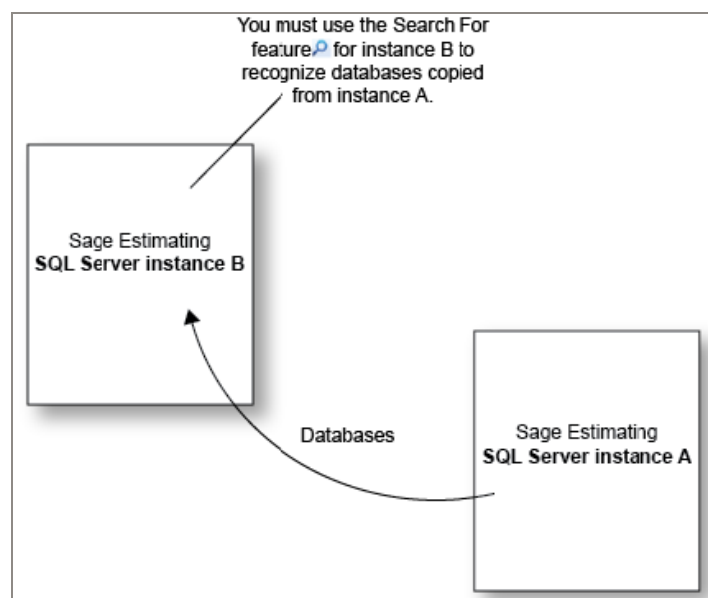 You must use the Search For
feature for instance B to
recognize databases copied
from instance A.
Sage Estimating
SQL Server instance B
Databases
Sage Estimating
SQL Server instance A